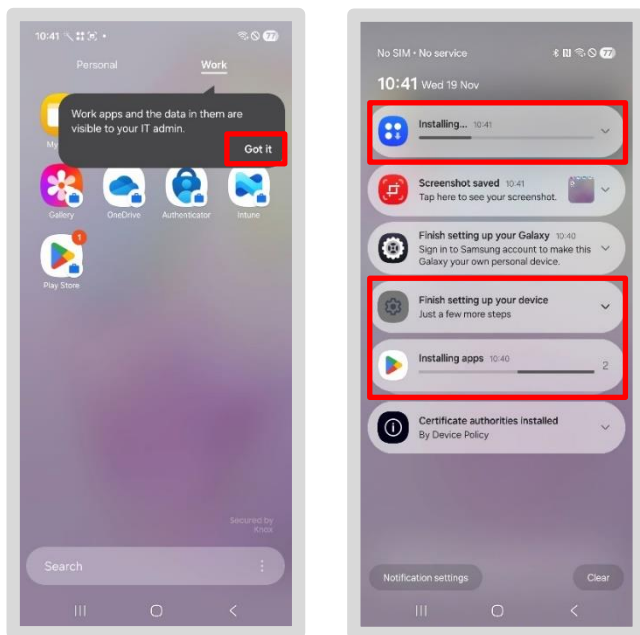 10:41
77
Personal Work
Work apps and the data in them are
visible to your IT admin.
Got it
My
Gallery OneDrive Authenticator Intune
1
Play Store
Secured by
Knox
Search
No SIM • No service
77
10:41 Wed 19 Nov
Installing... 10:41
Screenshot saved 10:41
Tap here to see your screenshot.
Finish setting up your Galaxy 10:40
Sign in to Samsung account to make this
Galaxy your own personal device.
Finish setting up your device
Just a few more steps
Installing apps 10:40
2
Certificate authorities installed
By Device Policy
Notification settings
Clear